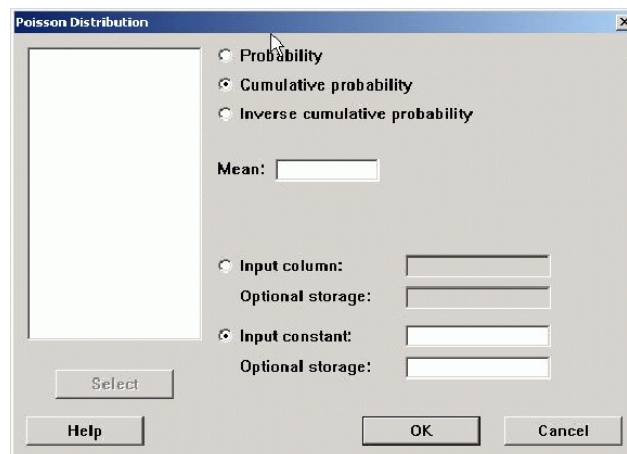 Poisson Distribution
Probability
Cumulative probability
Inverse cumulative probability
Mean:
Input column:
Optional storage:
Input constant:
Optional storage:
Select
Help
OK
Cancel